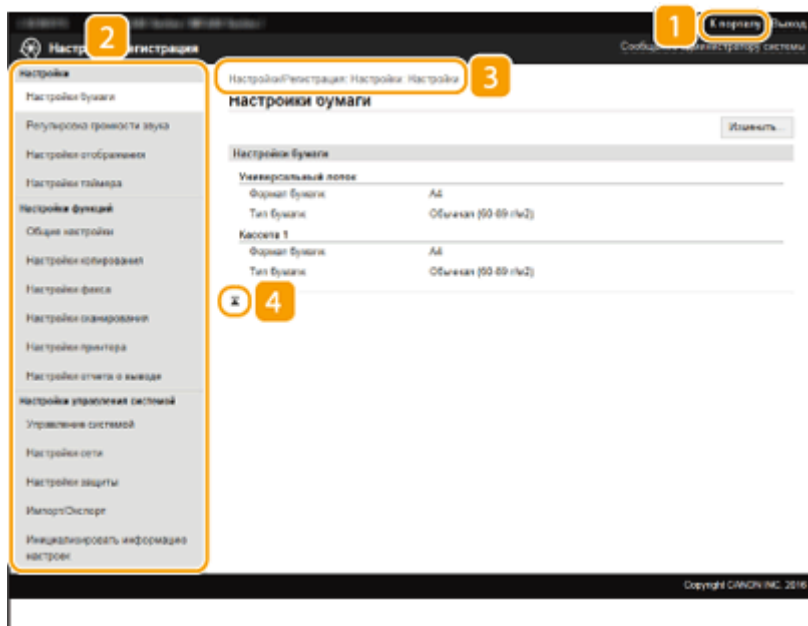 1
К порталу Выход
2
Сообщение администратору системы
Настройки
Настройки бумаги
Регулировка громкости звука
Настройки отображения
Настройки таймера
Настройки функций
Общие настройки
Настройки копирования
Настройки факса
Настройки сканирования
Настройки принтера
Настройки отчета о выводе
Настройки управления системой
Управление системой
Настройки сети
Настройки защиты
Импорт/Экспорт
Инициализировать информацию
настроек
Настройки/Регистрация: Настройки: Настройки
3
Настройки бумаги
Изменить...
Настройки бумаги
Универсальный лоток
Формат бумаги: A4
Тип бумаги: Обычная (60-89 г/м2)
Кассета 1
Формат бумаги: A4
Тип бумаги: Обычная (60-89 г/м2)
4
Copyright CANON INC. 2016